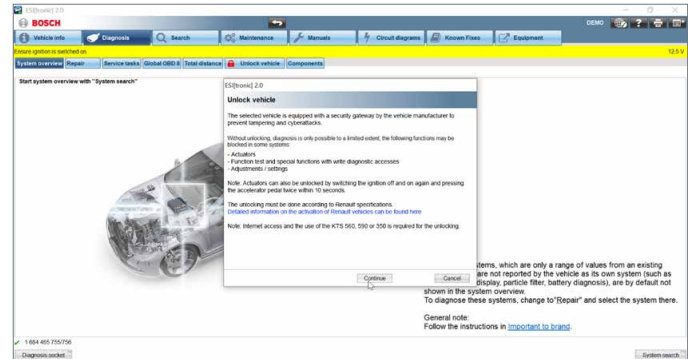 ESI[tronic] 2.0
BOSCH
DEMO
Vehicle info
Diagnosis
Search
Maintenance
Manuals
Circuit diagrams
Known Fixes
Equipment
Ensure ignition is switched on.
12.5 V
System overview
Repair
Service tasks
Global OBD II
Total distance
Unlock vehicle
Components
Start system overview with "System search"
ESI[tronic] 2.0
Unlock vehicle
The selected vehicle is equipped with a security gateway by the vehicle manufacturer to
prevent tampering and cyberattacks.
Without unlocking, diagnosis is only possible to a limited extent, the following functions may be
blocked in some systems:
- Actuators
- Function test and special functions with write diagnostic accesses
- Adjustments / settings
Note: Actuators can also be unlocked by switching the ignition off and on again and pressing
the accelerator pedal twice within 10 seconds.
The unlocking must be done according to Renault specifications.
Detailed information on the activation of Renault vehicles can be found here
Note: Internet access and the use of the KTS 560, 590 or 350 is required for the unlocking.
Continue
Cancel
stems, which are only a range of values from an existing
are not reported by the vehicle as its own system (such as
display, particle filter, battery diagnosis), are by default not
shown in the system overview.
To diagnose these systems, change to "Repair" and select the system there.
General note:
Follow the instructions in Important to brand.
1 664 465 755/756
Diagnosis socket
System search